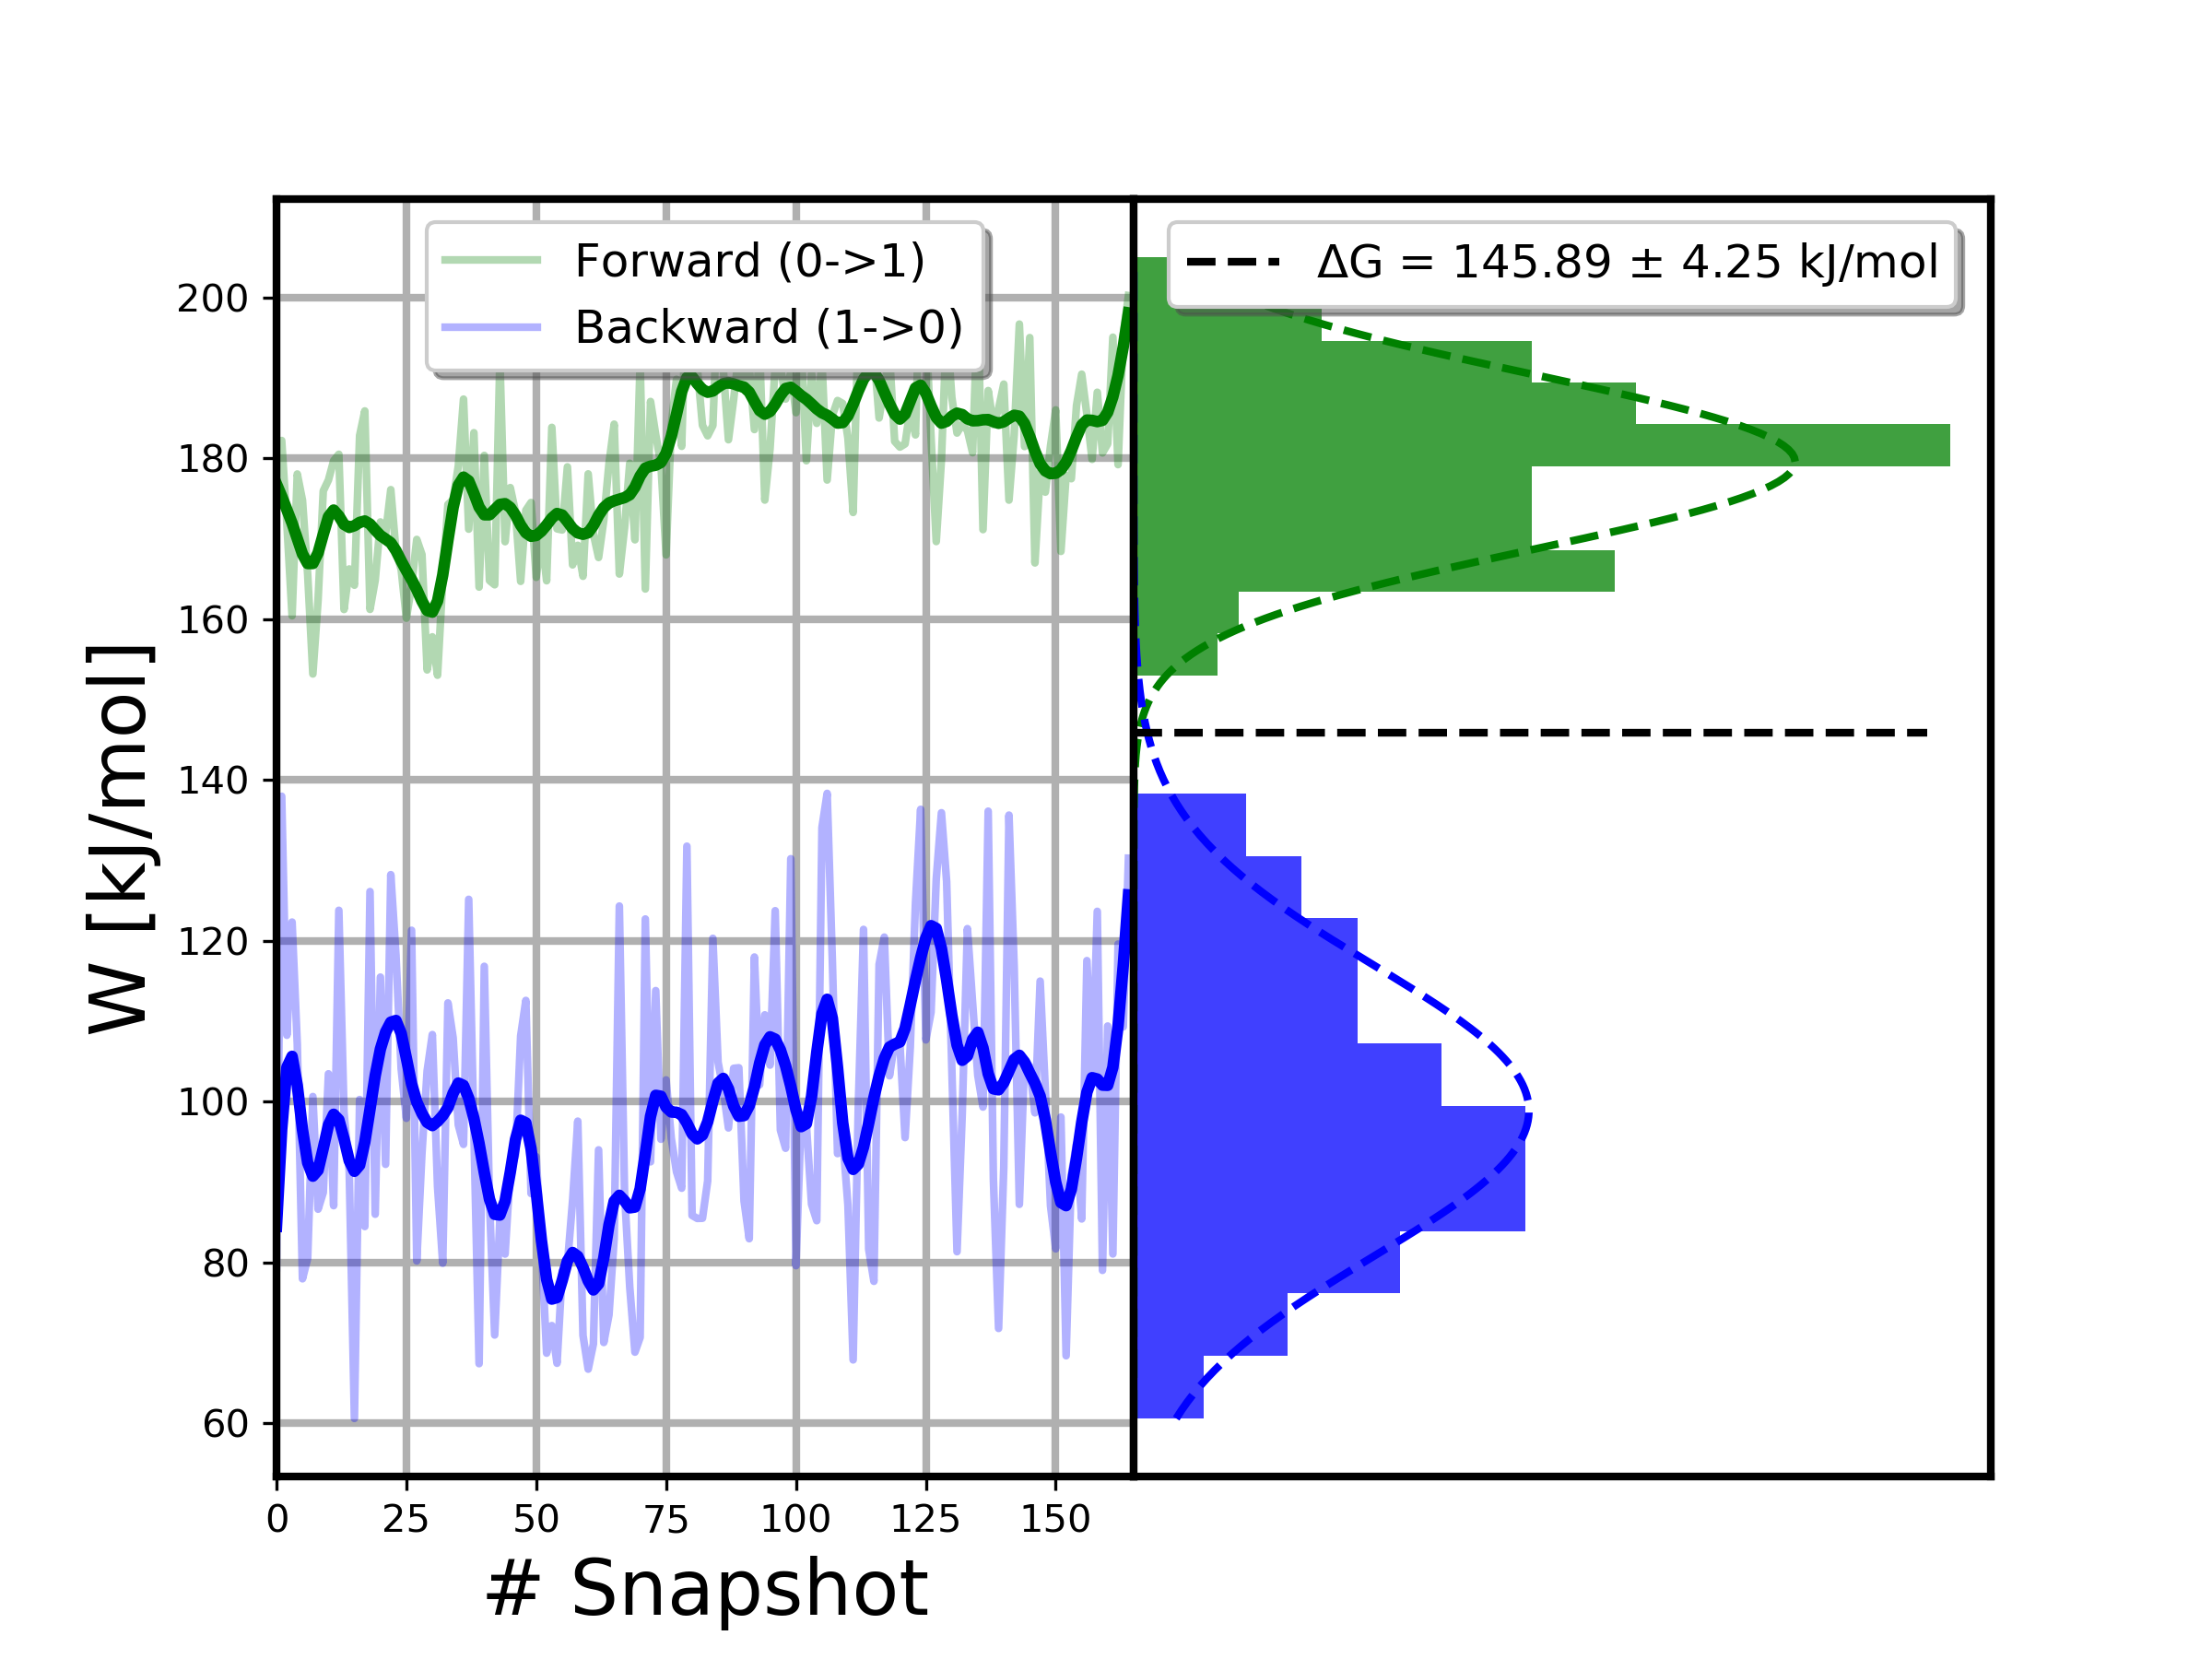 Forward (0->1)
Backward (1->0)
ΔG = 145.89 ± 4.25 kJ/mol
W [kJ/mol]
200
180
160
140
120
100
80
60
0 25 50 75 100 125 150
# Snapshot